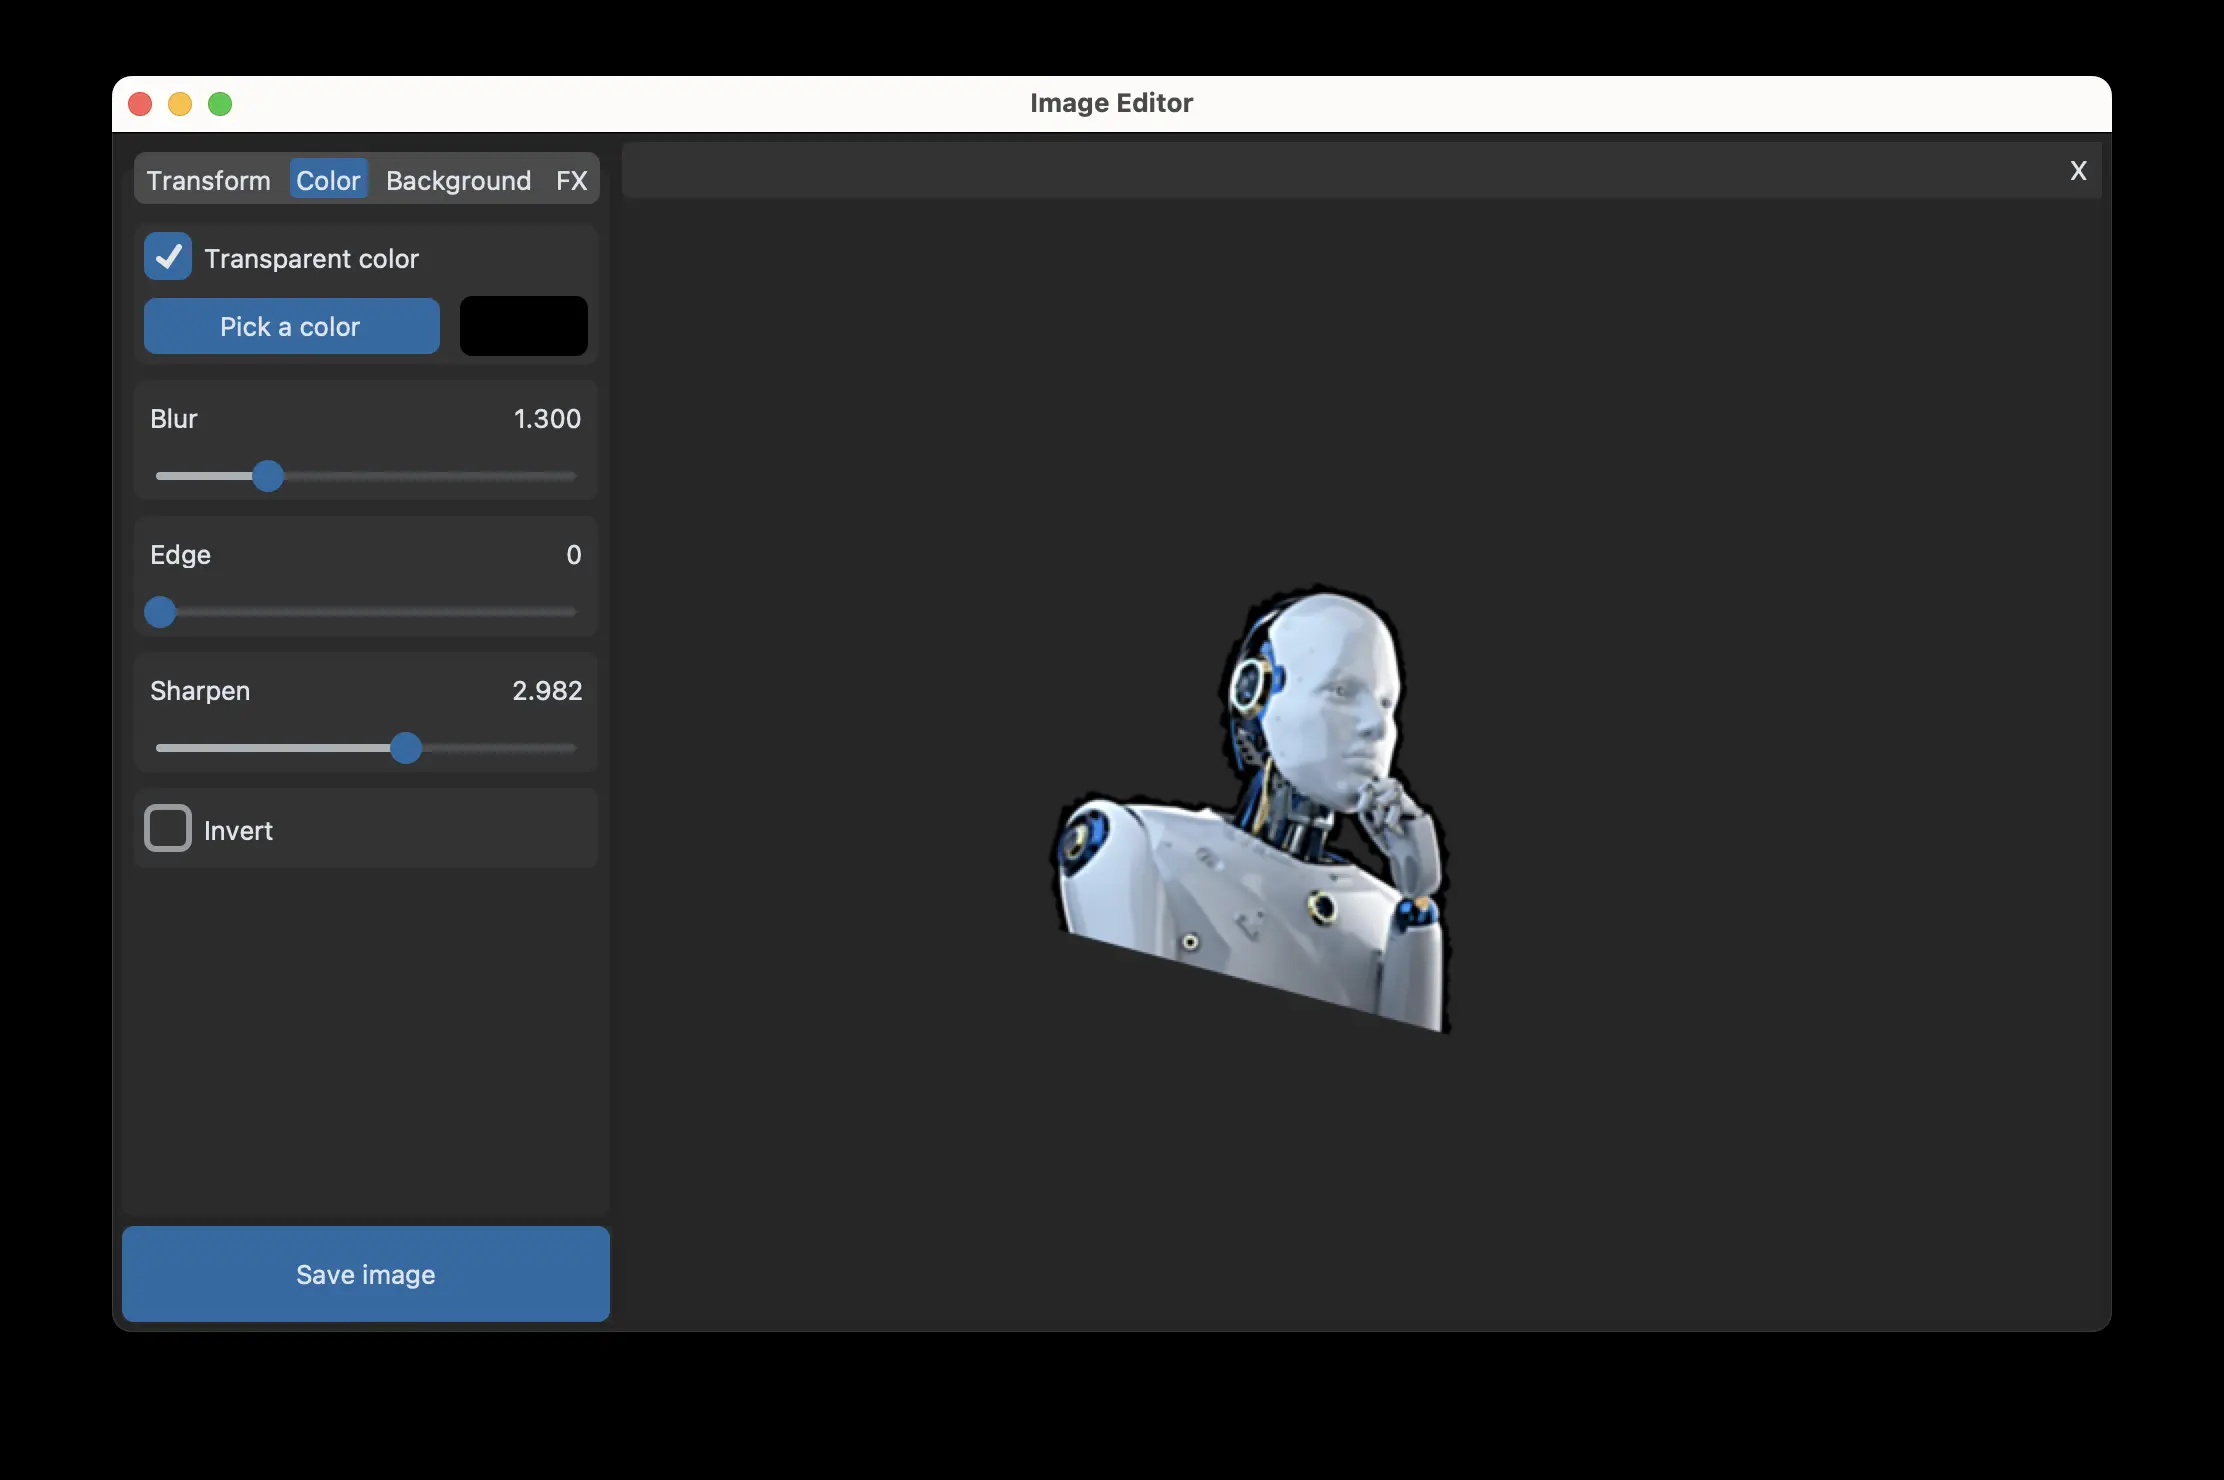 Image Editor
Transform Color Background FX
X
Transparent color
Pick a color
Blur 1.300
Edge 0
Sharpen 2.982
Invert
Save image